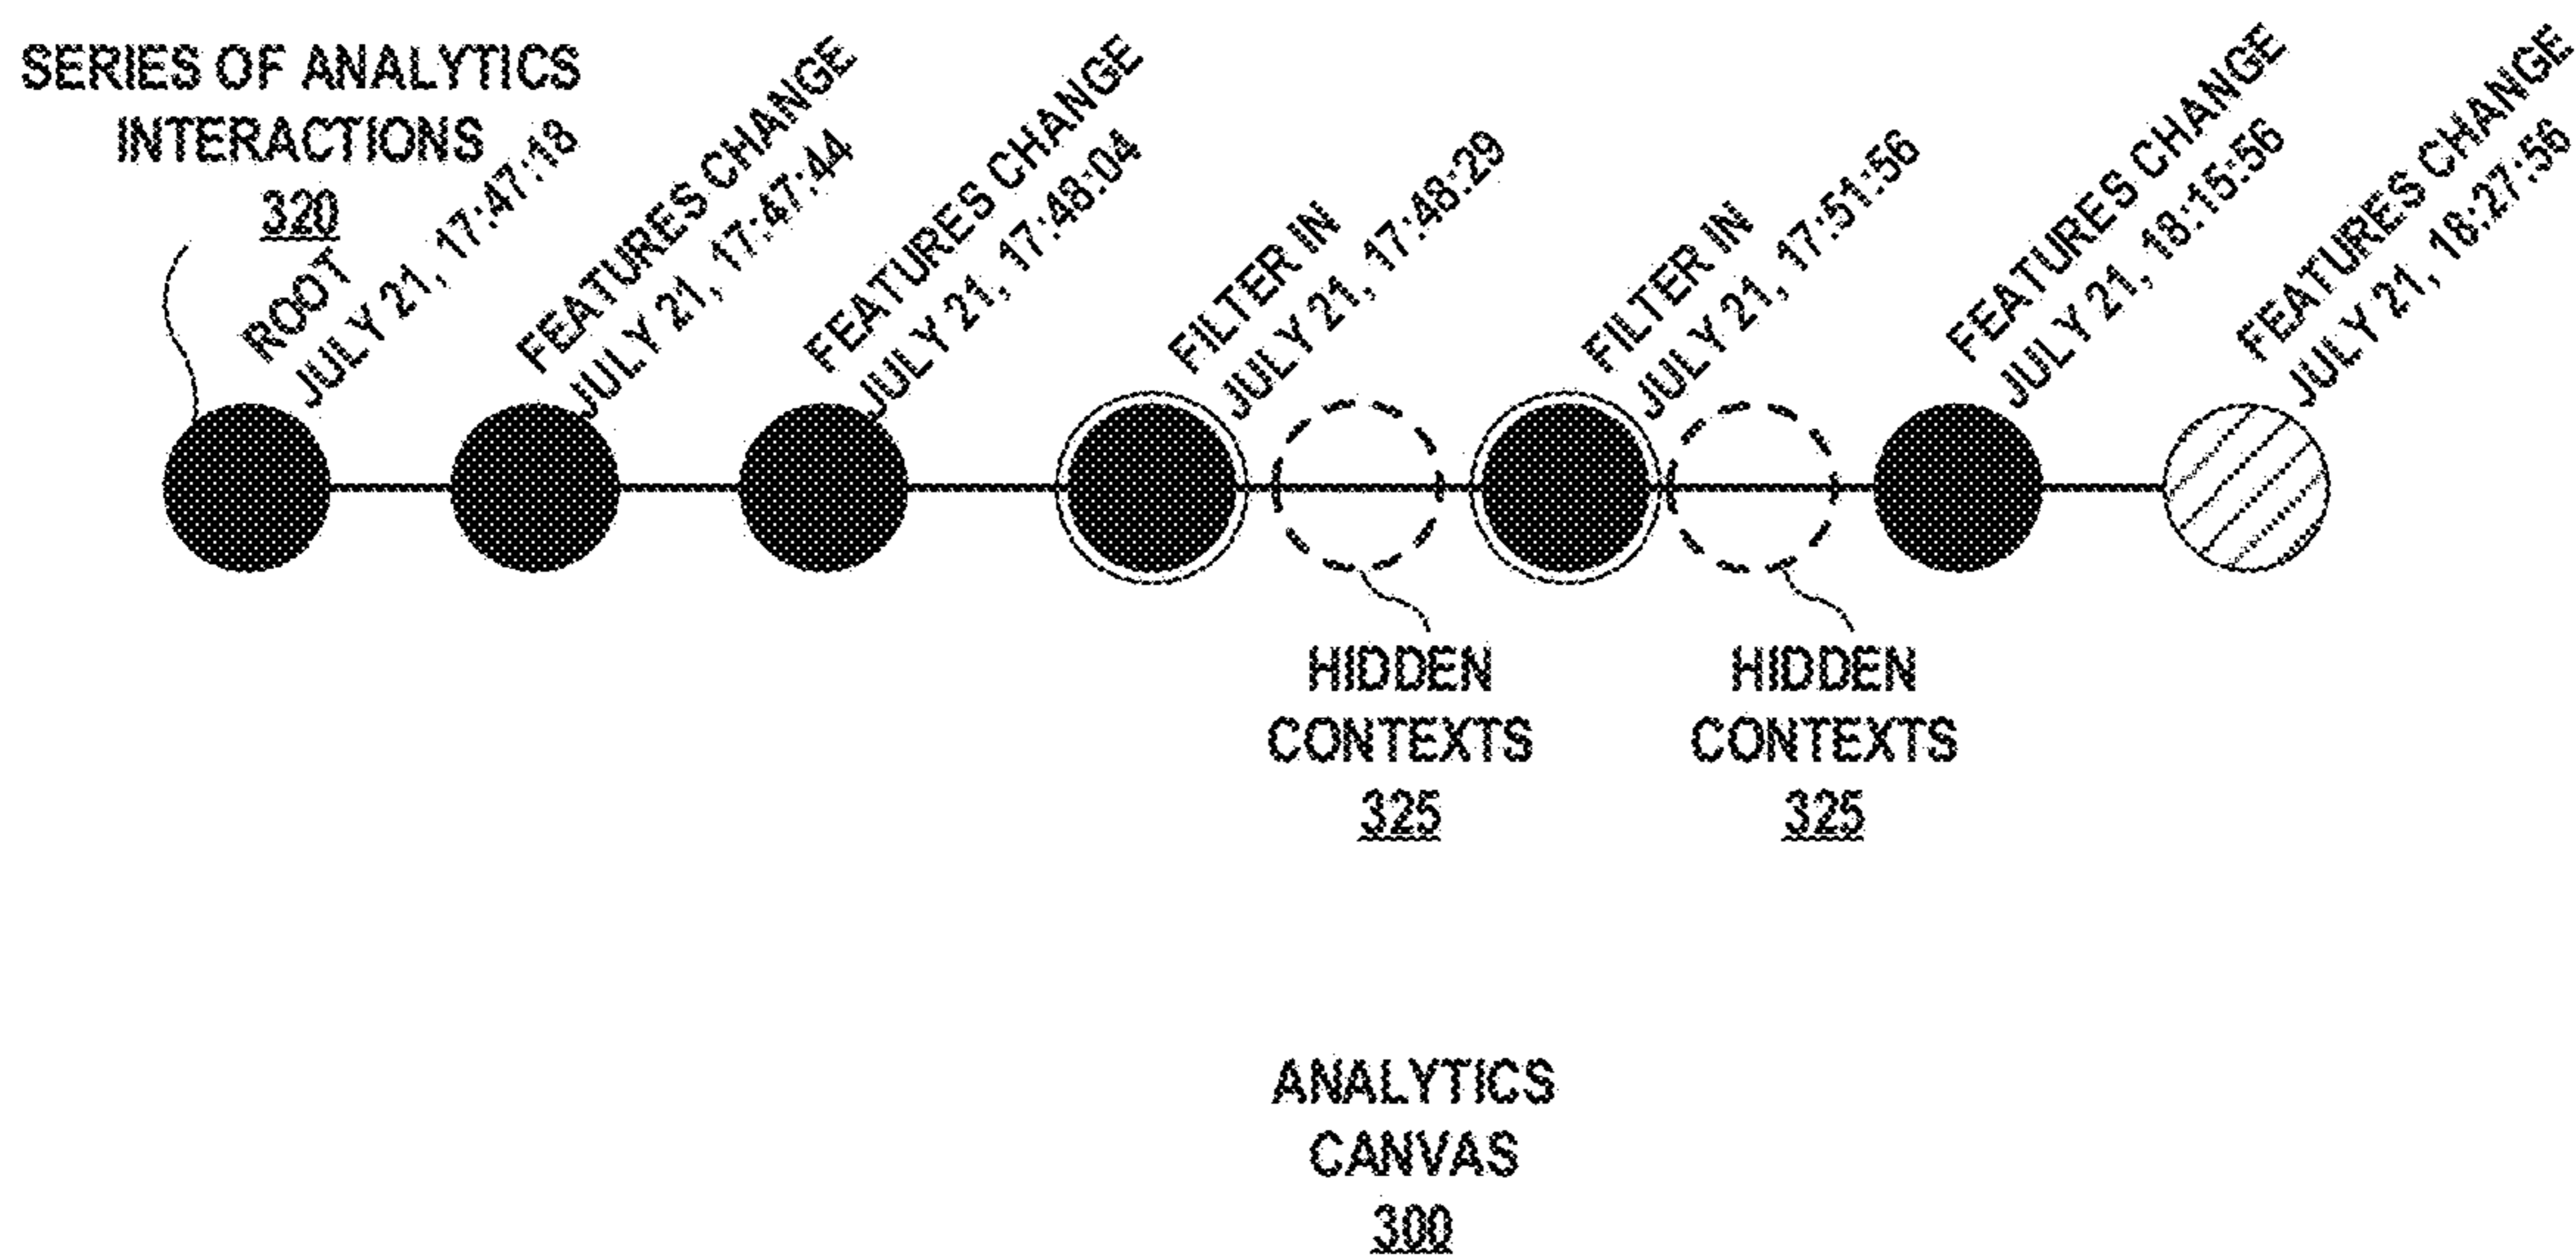 SERIES OF ANALYTICS
INTERACTIONS
320
ROOT
JULY 21, 17:47:18
FEATURES CHANGE
JULY 21, 17:47:44
FEATURES CHANGE
JULY 21, 17:48:04
FILTER IN
JULY 21, 17:48:29
FILTER IN
JULY 21, 17:51:56
FEATURES CHANGE
JULY 21, 18:15:56
FEATURES CHANGE
JULY 21, 18:27:56
HIDDEN
CONTEXTS
325
HIDDEN
CONTEXTS
325
ANALYTICS
CANVAS
300